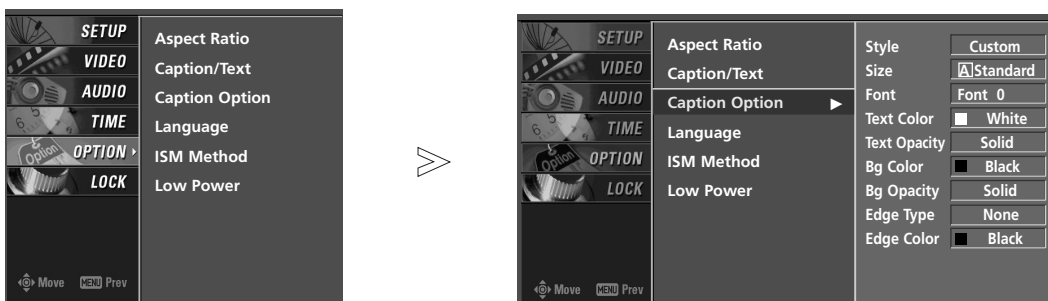 SETUP
VIDEO
AUDIO
TIME
OPTION
LOCK
Move MENU Prev
Aspect Ratio
Caption/Text
Caption Option
Language
ISM Method
Low Power
SETUP
VIDEO
AUDIO
TIME
OPTION
LOCK
Move MENU Prev
Aspect Ratio
Caption/Text
Caption Option ▶
Language
ISM Method
Low Power
Style Custom
Size A Standard
Font Font 0
Text Color White
Text Opacity Solid
Bg Color Black
Bg Opacity Solid
Edge Type None
Edge Color Black